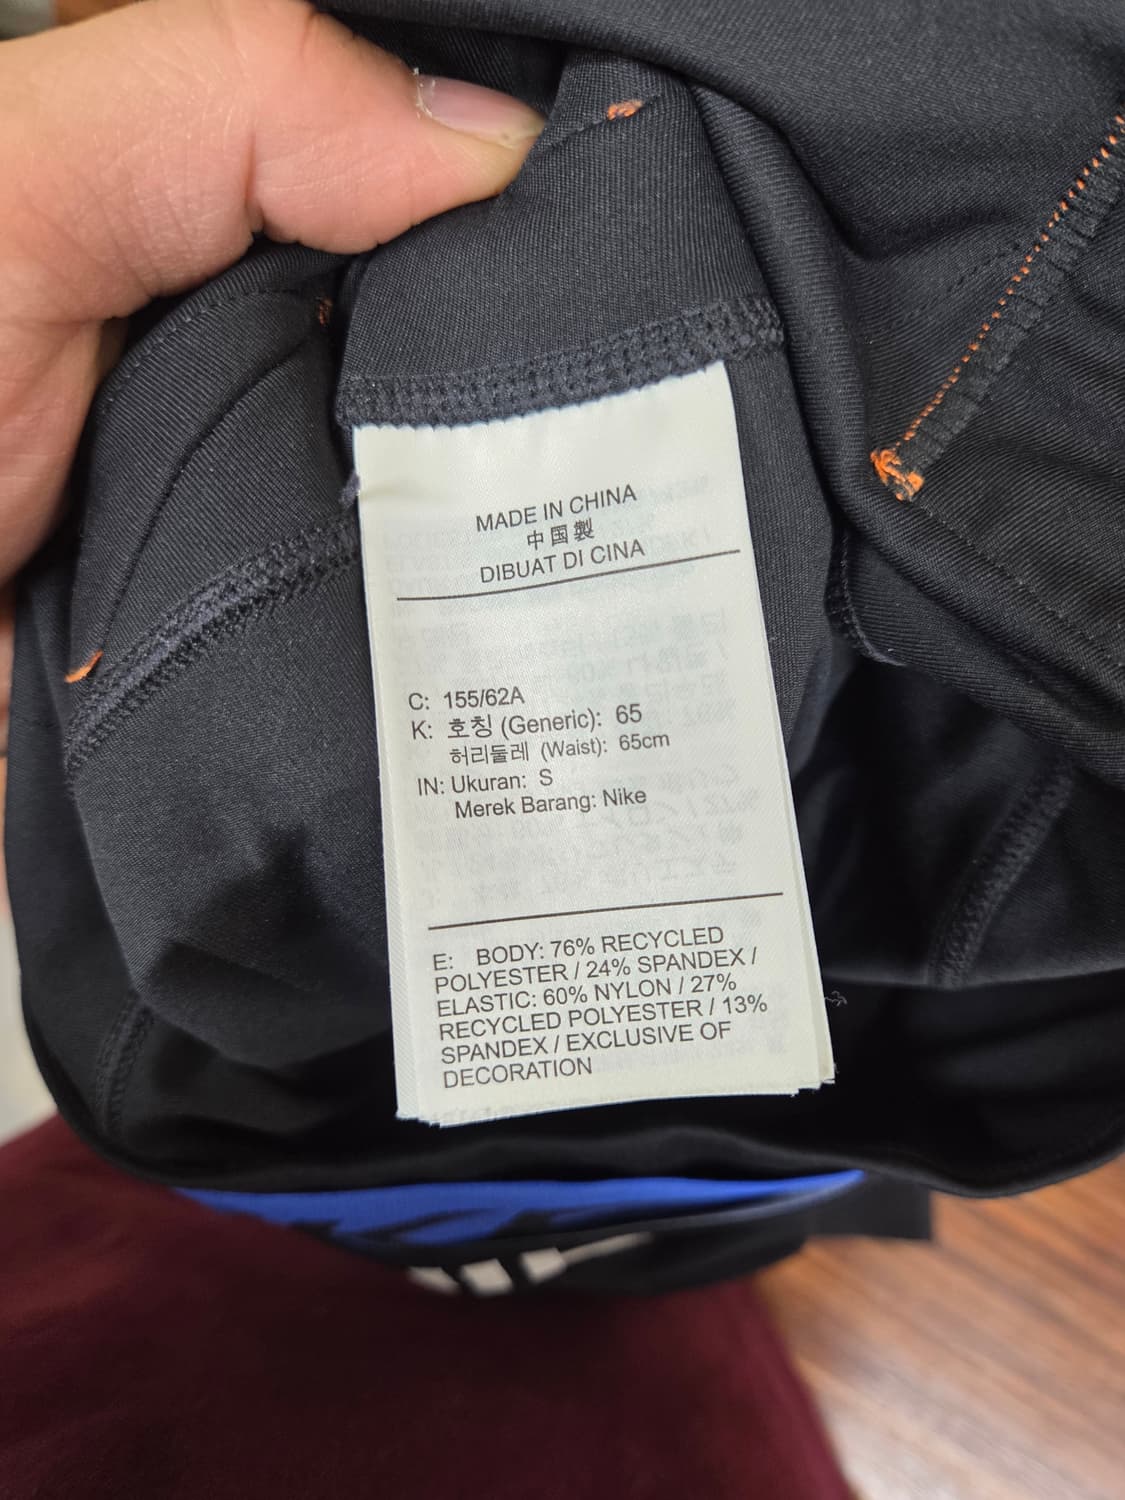 MADE IN CHINA
中国製
DIBUAT DI CINA
C: 155/62A
K: 호칭 (Generic): 65
허리둘레 (Waist): 65cm
IN: Ukuran: S
Merek Barang: Nike
E: BODY: 76% RECYCLED
POLYESTER / 24% SPANDEX /
ELASTIC: 60% NYLON / 27%
RECYCLED POLYESTER / 13%
SPANDEX / EXCLUSIVE OF
DECORATION